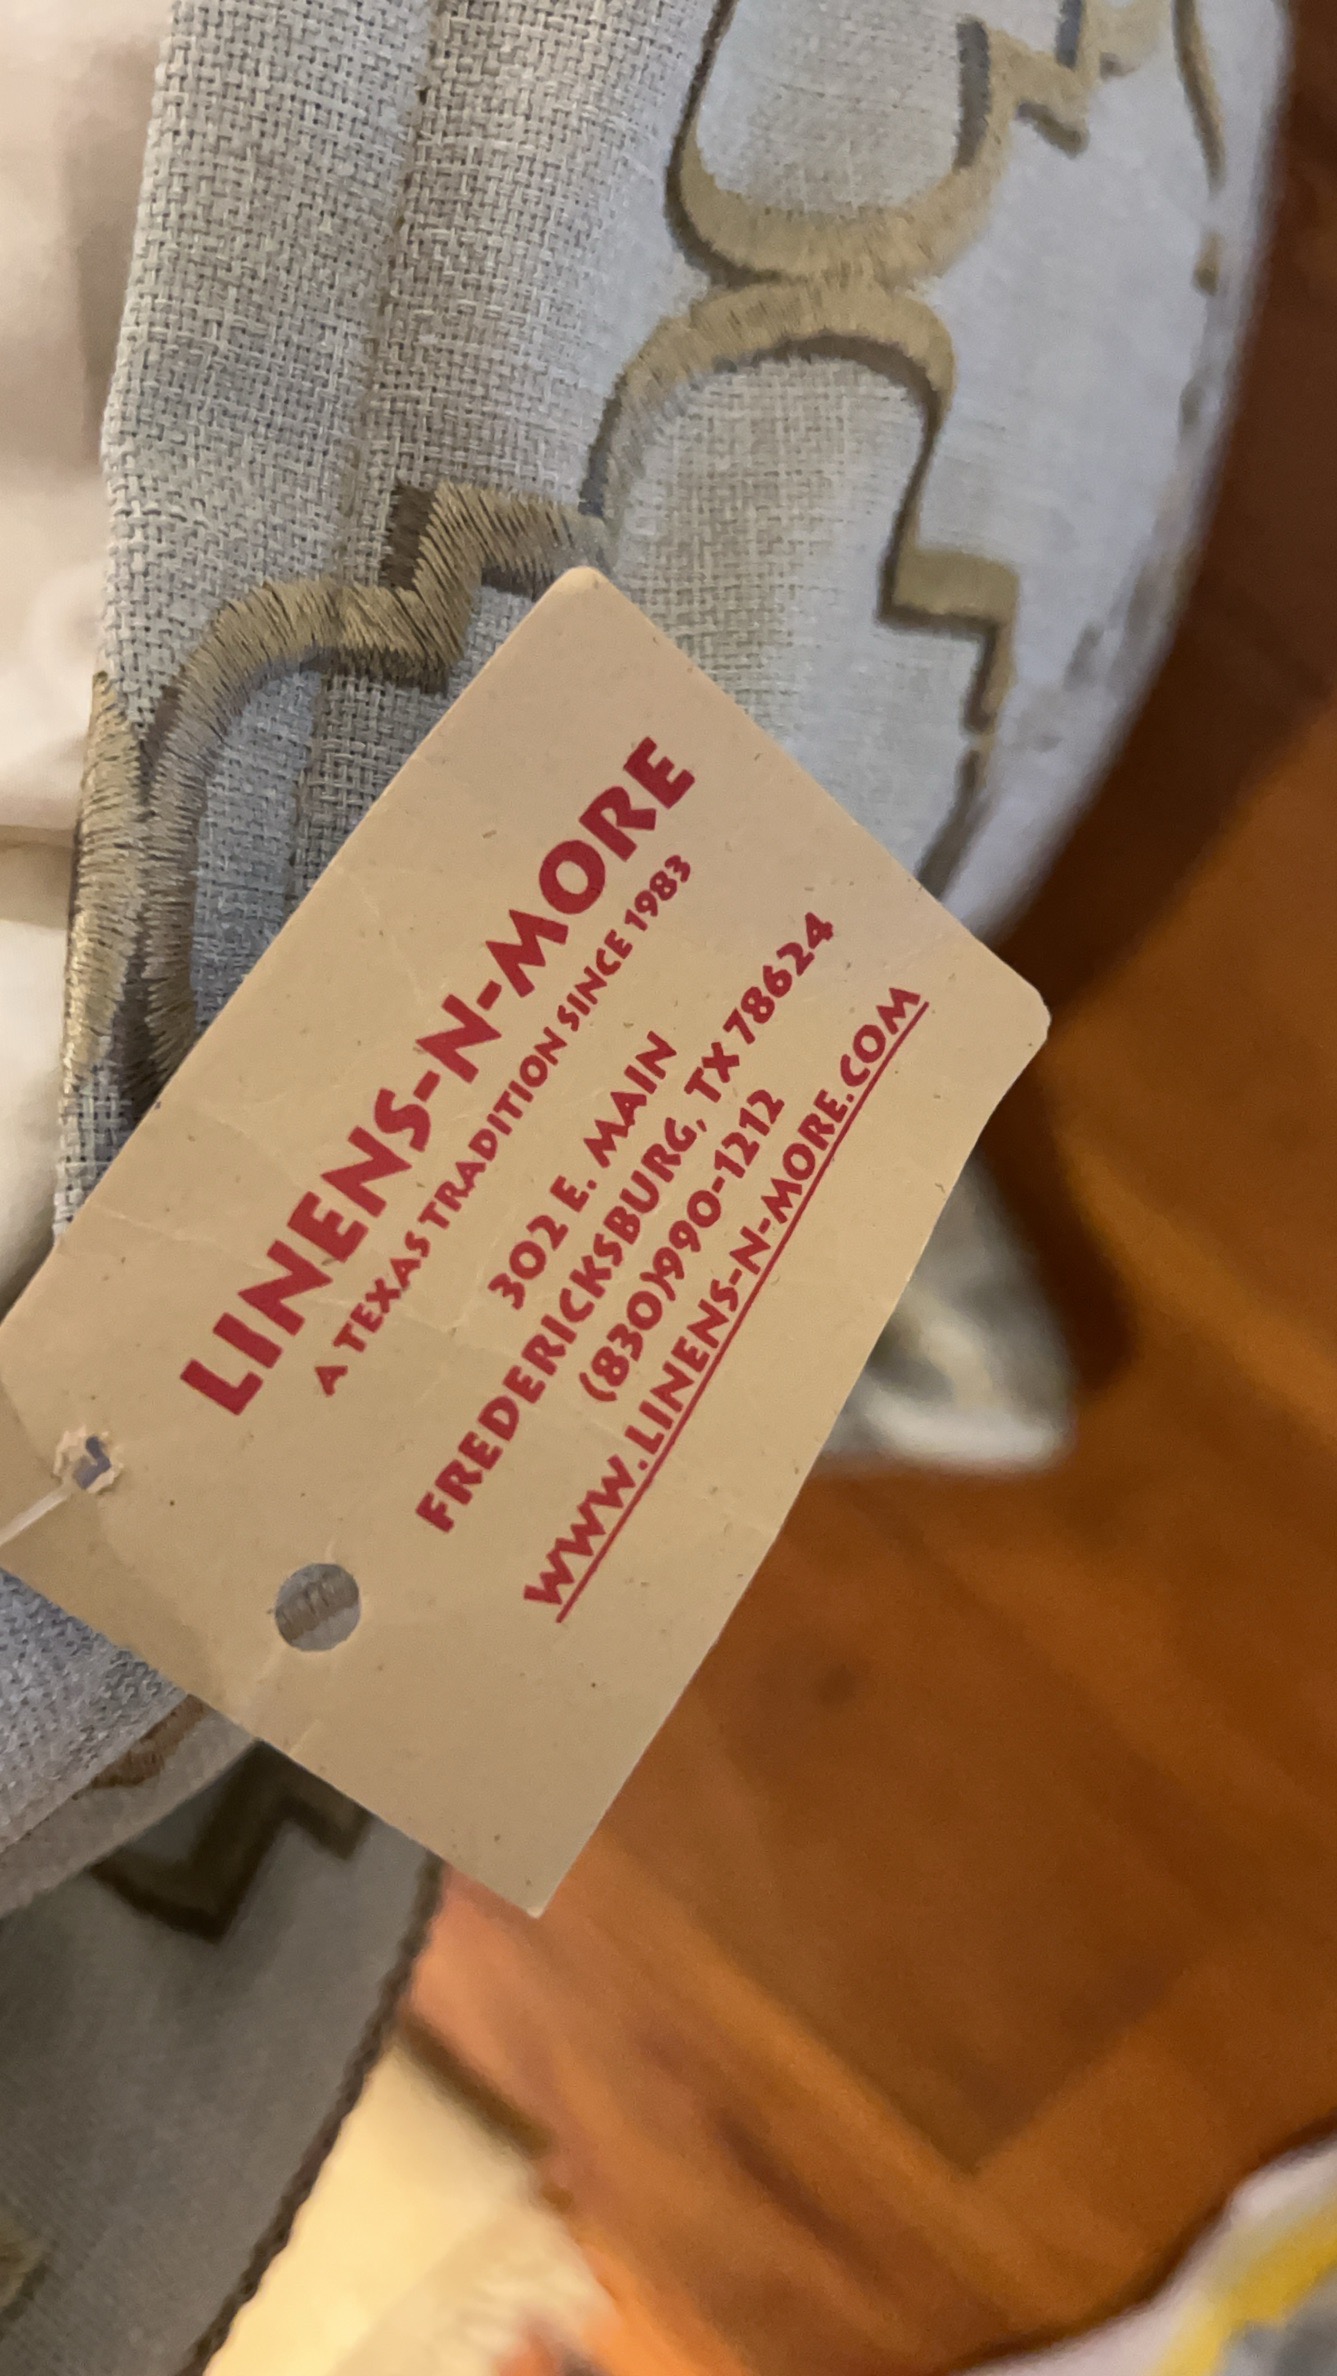 LINENS-N-MORE
A TEXAS TRADITION SINCE 1983
302 E. MAIN
FREDERICKSBURG, TX 78624
(830)990-1212
WWW.LINENS-N-MORE.COM